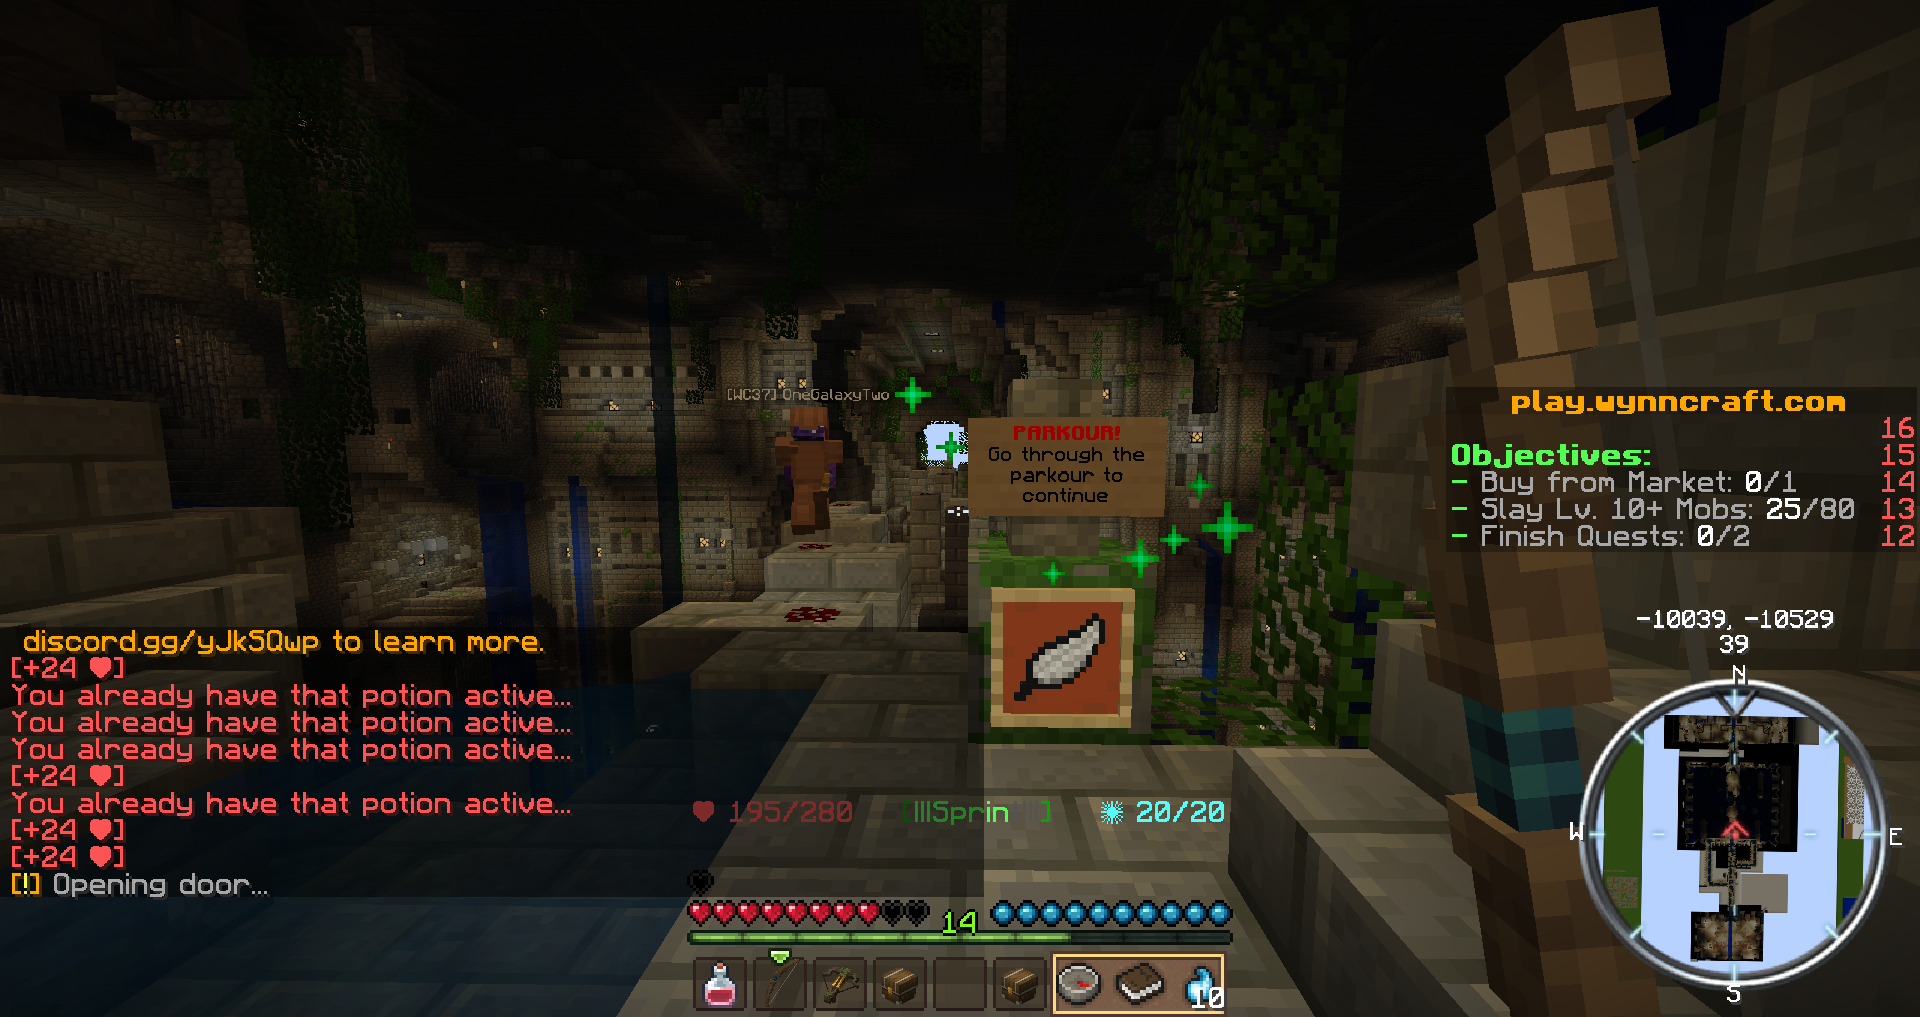 [WC37] OneGalaxyTwo
PARKOUR!
Go through the
parkour to
continue
play.wynncraft.com
16
Objectives:
15
- Buy from Market: 0/1
14
- Slay Lv. 10+ Mobs: 25/80
13
- Finish Quests: 0/2
12
-10039, -10529
39
N
W
E
S
discord.gg/yJkSQwp to learn more.
[+24 ❤]
You already have that potion active...
You already have that potion active...
You already have that potion active...
[+24 ❤]
You already have that potion active...
[+24 ❤]
[+24 ❤]
[!] Opening door...
❤ 195/280
[|||Sprint|||]
20/20
14
10